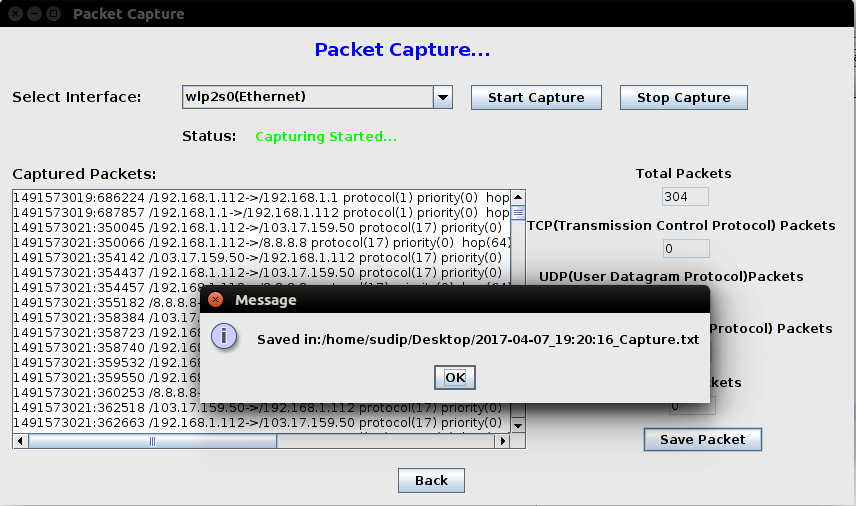 Packet Capture
Packet Capture...
Select Interface: wlp2s0(Ethernet) Start Capture Stop Capture
Status: Capturing Started...
Captured Packets:
1491573019:686224 /192.168.1.112->/192.168.1.1 protocol(1) priority(0) hop
1491573019:687857 /192.168.1.1->/192.168.1.112 protocol(1) priority(0) hop
1491573021:350045 /192.168.1.112->/103.17.159.50 protocol(17) priority(0)
1491573021:350066 /192.168.1.112->/8.8.8.8 protocol(17) priority(0) hop(64)
1491573021:354142 /103.17.159.50->/192.168.1.112 protocol(17) priority(0)
1491573021:354437 /192.168.1.112->/103.17.159.50 protocol(17) priority(0)
1491573021:354457 /192.168.1.112->/8.8.8.8 protocol(17) priority(0) hop(64)
1491573021:355182 /8.8.8.8-
1491573021:358384 /103.17
1491573021:358723 /192.168
1491573021:358740 /192.168
1491573021:359532 /192.168
1491573021:359550 /192.168
1491573021:360253 /8.8.8.8-
1491573021:362518 /103.17.159.50->/192.168.1.112 protocol(17) priority(0)
1491573021:362663 /192.168.1.112->/103.17.159.50 protocol(17) priority(0)
Total Packets
304
TCP(Transmission Control Protocol) Packets
0
UDP(User Datagram Protocol)Packets
Protocol) Packets
kets
0
Save Packet
Message
Saved in:/home/sudip/Desktop/2017-04-07_19:20:16_Capture.txt
OK
Back